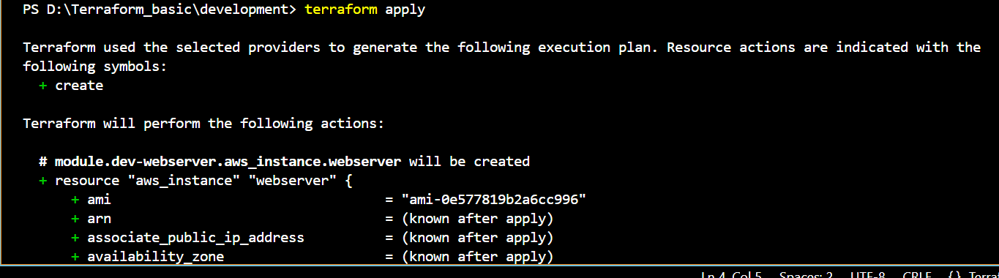 PS D:\Terraform_basic\development> terraform apply
Terraform used the selected providers to generate the following execution plan. Resource actions are indicated with the
following symbols:
+ create
Terraform will perform the following actions:
# module.dev-webserver.aws_instance.webserver will be created
+ resource "aws_instance" "webserver" {
+ ami = "ami-0e577819b2a6cc996"
+ arn = (known after apply)
+ associate_public_ip_address = (known after apply)
+ availability_zone = (known after apply)
Ln 4, Col 5 Spaces: 2 UTF-8 CRLF {} Terra